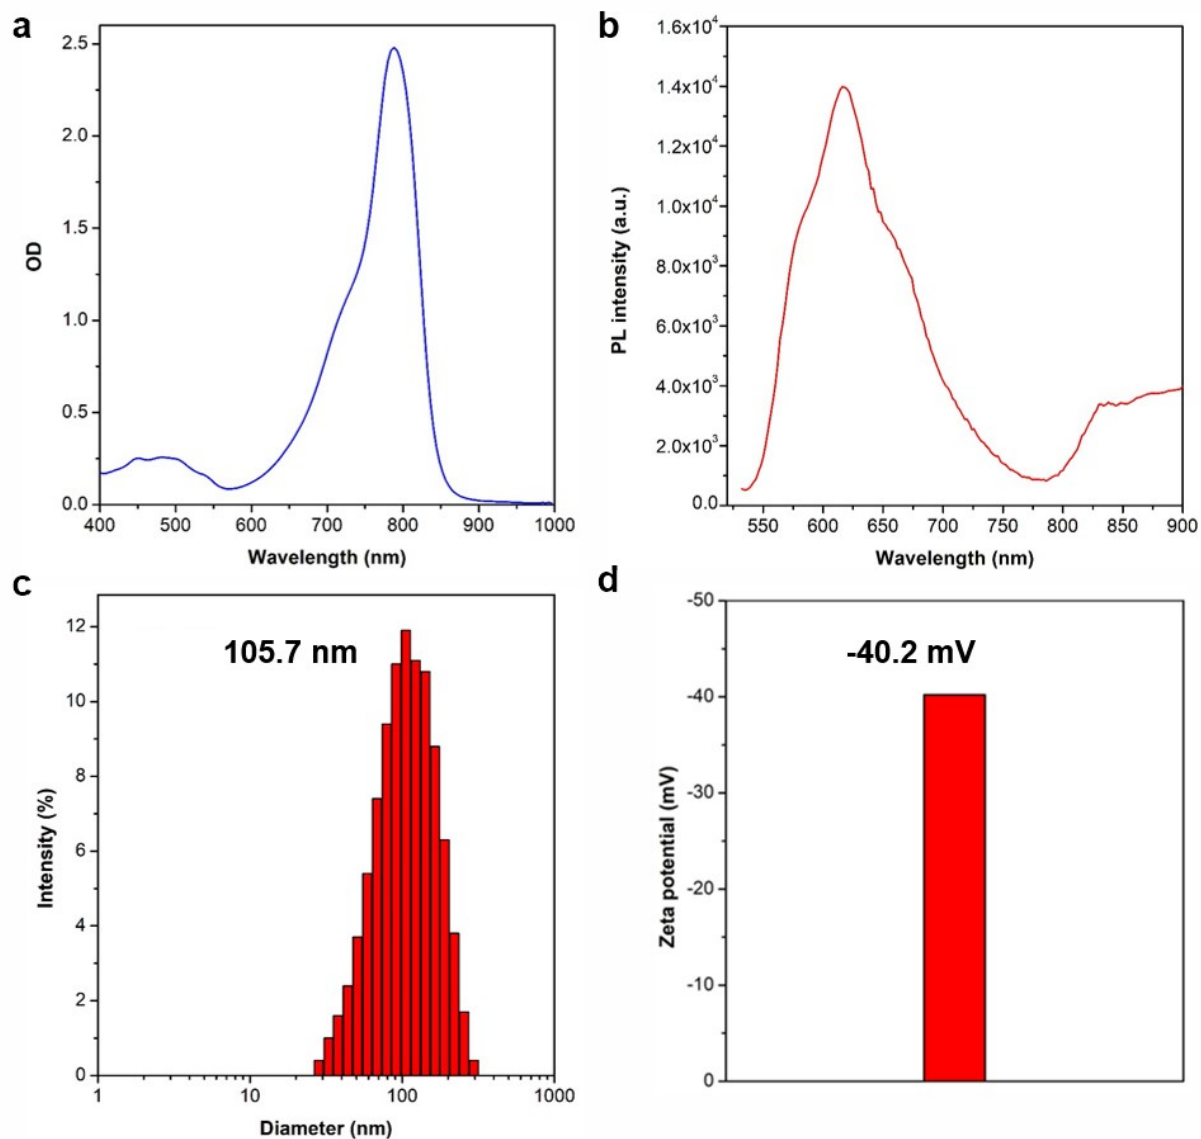 a
2.5
2.0
1.5
1.0
0.5
0.0
OD
400 500 600 700 800 900 1000
Wavelength (nm)
b
1.6x10⁴
1.4x10⁴
1.2x10⁴
1.0x10⁴
8.0x10³
6.0x10³
4.0x10³
2.0x10³
0.0
PL intensity (a.u.)
550 600 650 700 750 800 850 900
Wavelength (nm)
c
105.7 nm
12
10
8
6
4
2
0
Intensity (%)
1 10 100 1000
Diameter (nm)
d
-40.2 mV
-50
-40
-30
-20
-10
0
Zeta potential (mV)